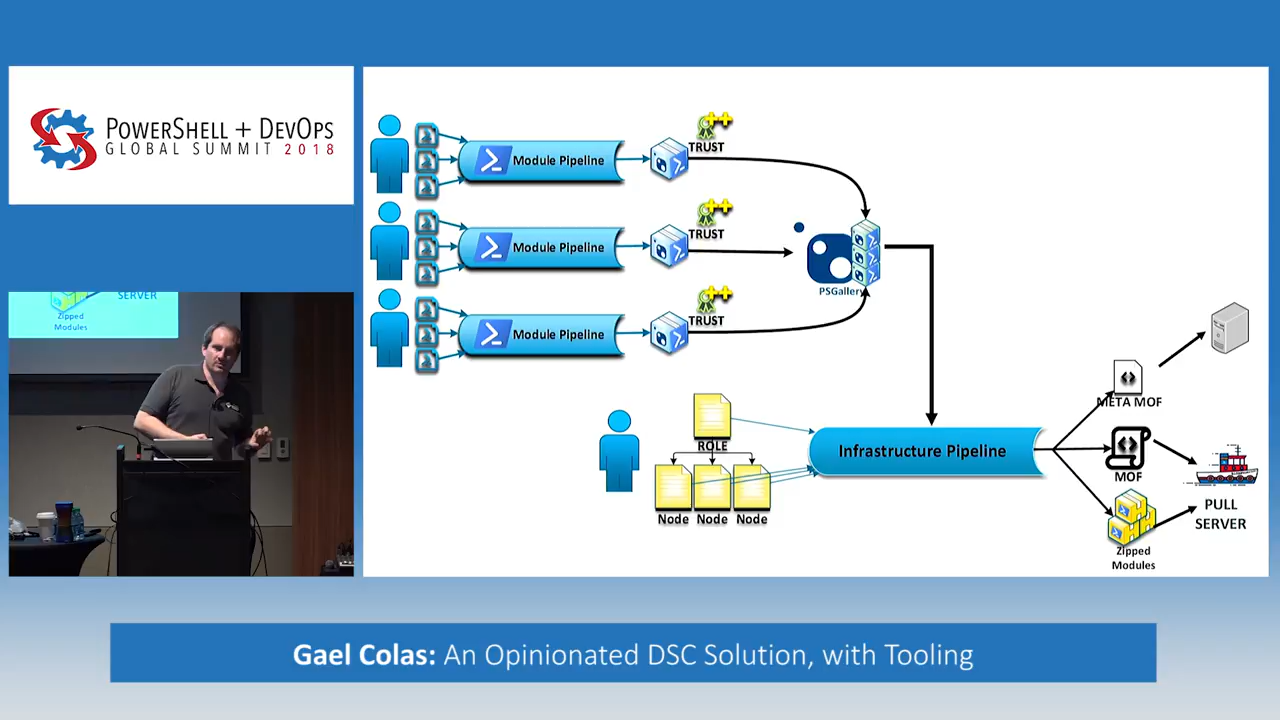 POWERSHELL + DEVOPS
GLOBAL SUMMIT 2018
SERVER
Zipped
Modules
Module Pipeline
TRUST
Module Pipeline
TRUST
Module Pipeline
TRUST
PSGallery
ROLE
Node
Node
Node
Infrastructure Pipeline
META MOF
MOF
Zipped
Modules
PULL
SERVER
Gael Colas: An Opinionated DSC Solution, with Tooling